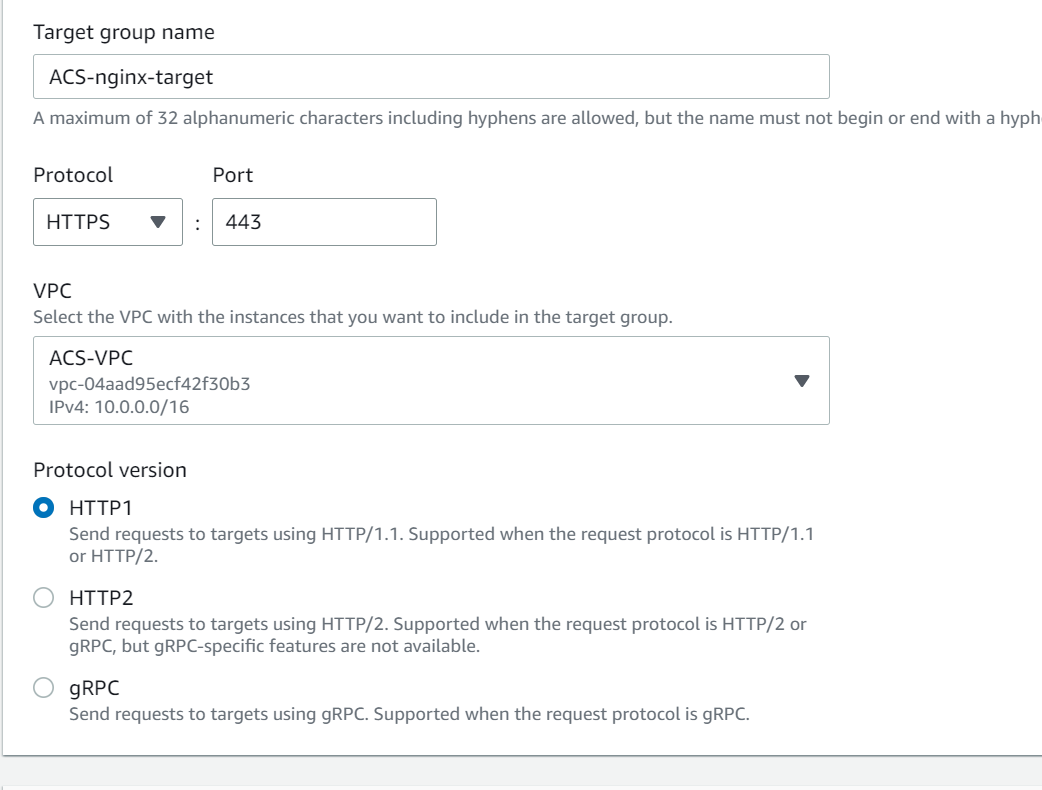 Target group name
ACS-nginx-target
A maximum of 32 alphanumeric characters including hyphens are allowed, but the name must not begin or end with a
Protocol Port
HTTPS : 443
VPC
Select the VPC with the instances that you want to include in the target group.
ACS-VPC
vpc-04aad95ecf42f30b3
IPv4: 10.0.0.0/16
Protocol version
HTTP1
Send requests to targets using HTTP/1.1. Supported when the request protocol is HTTP/1.1
or HTTP/2.
HTTP2
Send requests to targets using HTTP/2. Supported when the request protocol is HTTP/2 or
gRPC, but gRPC-specific features are not available.
gRPC
Send requests to targets using gRPC. Supported when the request protocol is gRPC.